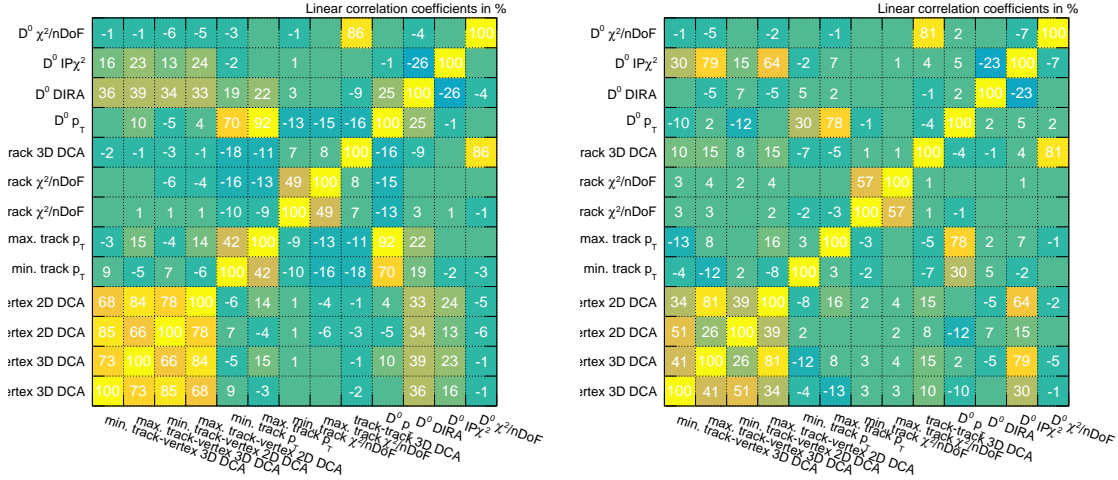 Linear correlation coefficients in %
D⁰ χ²/nDoF -1 -1 -6 -5 -3 -1 86 -4 100
D⁰ IPχ² 16 23 13 24 -2 1 -1 -26 100
D⁰ DIRA 36 39 34 33 19 22 3 -9 25 100 -26 -4
D⁰ p_T 10 -5 4 70 92 -13 -15 -16 100 25 -1
rack 3D DCA -2 -1 -3 -1 -18 -11 7 8 100 -16 -9 86
rack χ²/nDoF -6 -4 -16 -13 49 100 8 -15
rack χ²/nDoF 1 1 -10 -9 100 49 7 -13 3 1 -1
max. track p_T -3 15 -4 14 42 100 -9 -13 -11 92 22
min. track p_T 9 -5 7 -6 100 42 -10 -16 -18 70 19 -2 -3
ertex 2D DCA 68 84 78 100 -6 14 1 -4 -1 4 33 24 -5
ertex 2D DCA 85 66 100 78 7 -4 1 -6 -3 -5 34 13 -6
ertex 3D DCA 73 100 66 84 -5 15 1 -1 10 39 23 -1
ertex 3D DCA 100 73 85 68 9 -3 -2 36 16 -1
min. track-vertex 3D DCA
max. track-vertex 3D DCA
min. track-vertex 2D DCA
max. track-vertex 2D DCA
min. track p_T
max. track p_T
min. track χ²/nDoF
max. track χ²/nDoF
track-track 3D DCA
D⁰ p_T
D⁰ DIRA
D⁰ IPχ²
D⁰ χ²/nDoF
Linear correlation coefficients in %
D⁰ χ²/nDoF -1 -5 -2 -1 81 2 -7 100
D⁰ IPχ² 30 79 15 64 -2 7 1 4 5 -23 100 -7
D⁰ DIRA -5 7 -5 5 2 -1 2 100 -23
D⁰ p_T -10 2 -12 30 78 -1 -4 100 2 5 2
rack 3D DCA 10 15 8 15 -7 -5 1 1 100 -4 -1 4 81
rack χ²/nDoF 3 4 2 4 57 100 1 1
rack χ²/nDoF 3 3 2 -2 -3 100 57 1 -1
max. track p_T -13 8 16 3 100 -3 -5 78 2 7 -1
min. track p_T -4 -12 2 -8 100 3 -2 -7 30 5 -2
ertex 2D DCA 34 81 39 100 -8 16 2 4 15 -5 64 -2
ertex 2D DCA 51 26 100 39 2 2 8 -12 7 15
ertex 3D DCA 41 100 26 81 -12 8 3 4 15 2 -5 79 -5
ertex 3D DCA 100 41 51 34 -4 -13 3 3 10 -10 30 -1
min. track-vertex 3D DCA
max. track-vertex 3D DCA
min. track-vertex 2D DCA
max. track-vertex 2D DCA
min. track p_T
max. track p_T
min. track χ²/nDoF
max. track χ²/nDoF
track-track 3D DCA
D⁰ p_T
D⁰ DIRA
D⁰ IPχ²
D⁰ χ²/nDoF